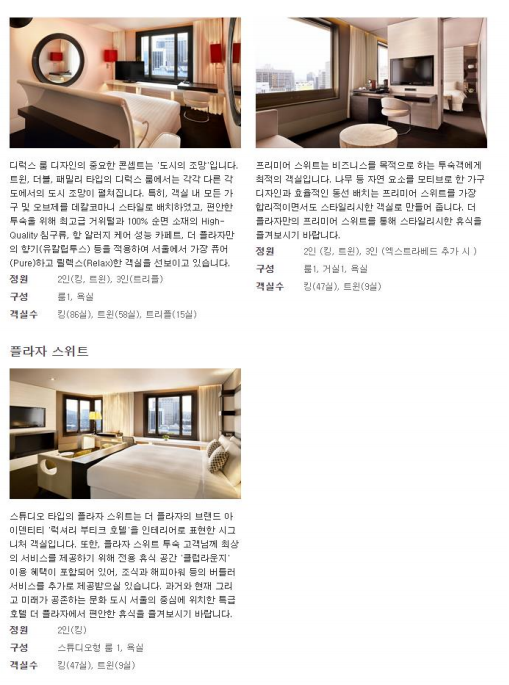 디럭스 룸 디자인의 중요한 콘셉트는 '도시의 조망'입니다.
트윈, 더블, 패밀리 타입의 디럭스 룸에서는 각각 다른 각
도에서의 도시 조망이 펼쳐집니다. 특히, 객실 내 모든 가
구 및 오브제를 데칼코마니 스타일로 배치하였고, 편안한
투숙을 위해 최고급 거위털과 100% 순면 소재의 High-
Quality 침구류, 항 알러지 케어 성능 카페트, 더 플라자만
의 향기(유칼립투스) 등을 적용하여 서울에서 가장 퓨어
(Pure)하고 릴렉스(Relax)한 객실을 선보이고 있습니다.
정원 2인(킹, 트윈), 3인(트리플)
구성 룸1, 욕실
객실수 킹(86실), 트윈(58실), 트리플(15실)
프리미어 스위트는 비즈니스를 목적으로 하는 투숙객에게
최적의 객실입니다. 나무 등 자연 요소를 모티브로 한 가구
디자인과 효율적인 동선 배치는 프리미어 스위트를 가장
합리적이면서도 스타일리시한 객실로 만들어 줍니다. 더
플라자만의 프리미어 스위트를 통해 스타일리시한 휴식을
즐겨보시기 바랍니다.
정원 2인 (킹, 트윈), 3인 (엑스트라베드 추가 시 )
구성 룸1, 거실1, 욕실
객실수 킹(47실), 트윈(9실)
플라자 스위트
스튜디오 타입의 플라자 스위트는 더 플라자의 브랜드 아
이덴티티 '럭셔리 부티크 호텔'을 인테리어로 표현한 시그
니처 객실입니다. 또한, 플라자 스위트 투숙 고객님께 최상
의 서비스를 제공하기 위해 전용 휴식 공간 '클럽라운지'
이용 혜택이 포함되어 있어, 조식과 해피아워 등의 버틀러
서비스를 추가로 제공받으실 있습니다. 과거와 현재 그리
고 미래가 공존하는 문화 도시 서울의 중심에 위치한 특급
호텔 더 플라자에서 편안한 휴식을 즐겨보시기 바랍니다.
정원 2인(킹)
구성 스튜디오형 룸 1, 욕실
객실수 킹(47실), 트윈(9실)